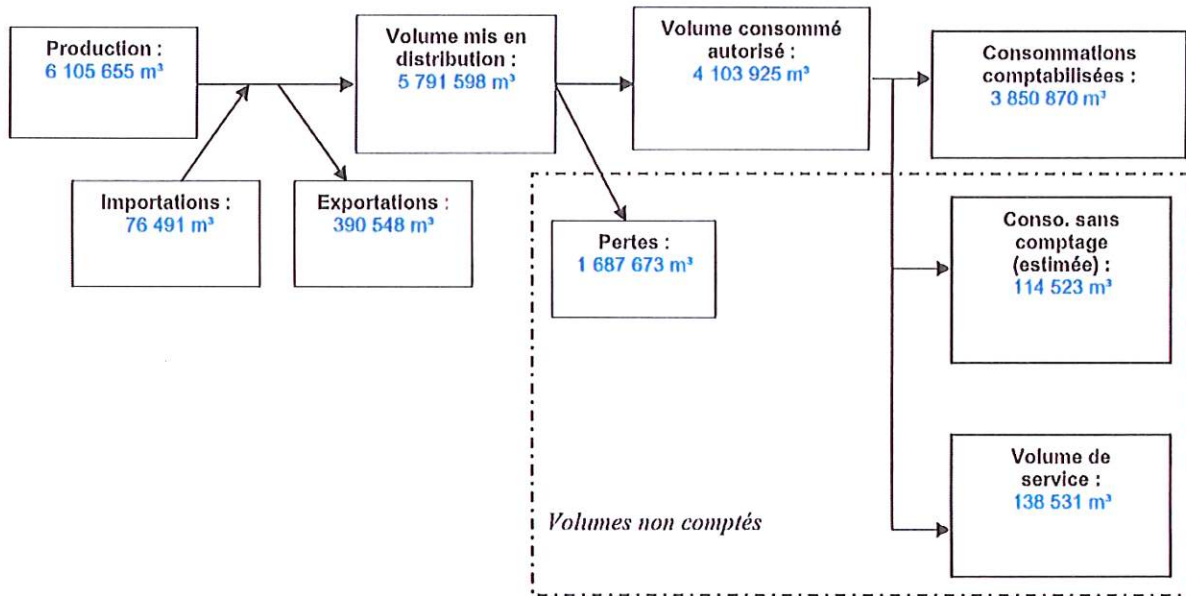 Production :
6 105 655 m³
Volume mis en
distribution :
5 791 598 m³
Volume consommé
autorisé :
4 103 925 m³
Consommations
comptabilisées :
3 850 870 m³
Importations :
76 491 m³
Exportations :
390 548 m³
Pertes :
1 687 673 m³
Conso. sans
comptage
(estimée) :
114 523 m³
Volume de
service :
138 531 m³
Volumes non comptés